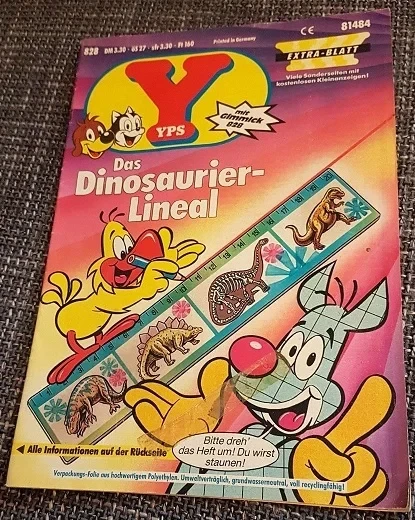 828 DM 3.30 · öS 27 · sfr 3.30 · Ft 160
Printed in Germany
CE 81484
EXTRA-BLATT
Viele Sonderseiten mit
kostenlosen Kleinanzeigen!
Y
YPS
mit
Gimmick
828
Das
Dinosaurier-
Lineal
Bitte dreh'
das Heft um! Du wirst
staunen!
◀ Alle Informationen auf der Rückseite
Verpackungs-Folie aus hochwertigem Polyethylen. Umweltverträglich, grundwasserneutral, voll recyclingfähig!